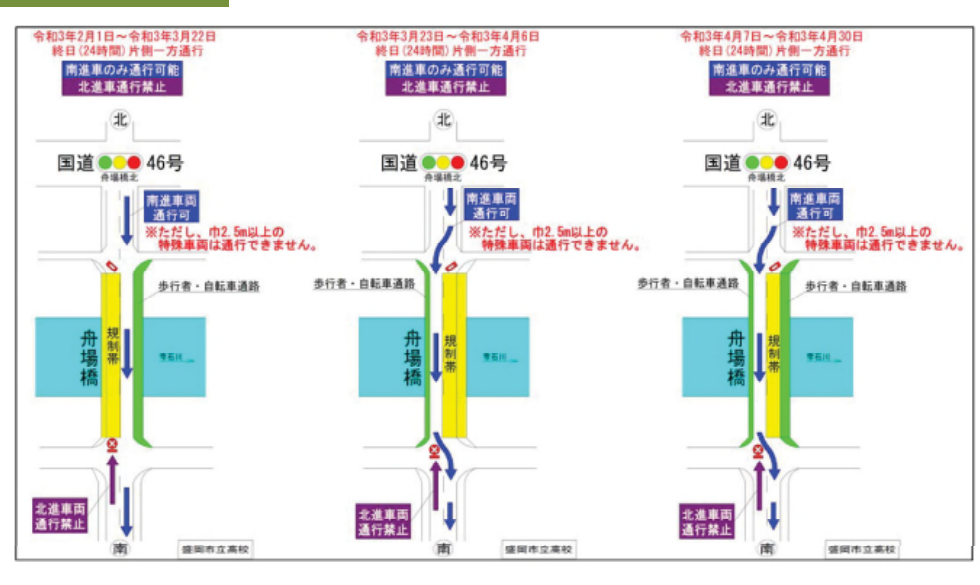 令和3年2月1日~令和3年3月22日
終日(24時間)片側一方通行
南進車のみ通行可能
北進車通行禁止
北
国道 46号
舟場橋北
南進車両
通行可
※ただし、巾2.5m以上の
特殊車両は通行できません。
歩行者・自転車通路
舟場橋
規制帯
雫石川
北進車両
通行禁止
南
盛岡市立高校
令和3年3月23日~令和3年4月6日
終日(24時間)片側一方通行
南進車のみ通行可能
北進車通行禁止
北
国道 46号
舟場橋北
南進車両
通行可
※ただし、巾2.5m以上の
特殊車両は通行できません。
歩行者・自転車通路
舟場橋
規制帯
雫石川
北進車両
通行禁止
南
盛岡市立高校
令和3年4月7日~令和3年4月30日
終日(24時間)片側一方通行
南進車のみ通行可能
北進車通行禁止
北
国道 46号
舟場橋北
南進車両
通行可
※ただし、巾2.5m以上の
特殊車両は通行できません。
歩行者・自転車通路
歩行者・自転車通路
舟場橋
規制帯
雫石川
北進車両
通行禁止
南
盛岡市立高校